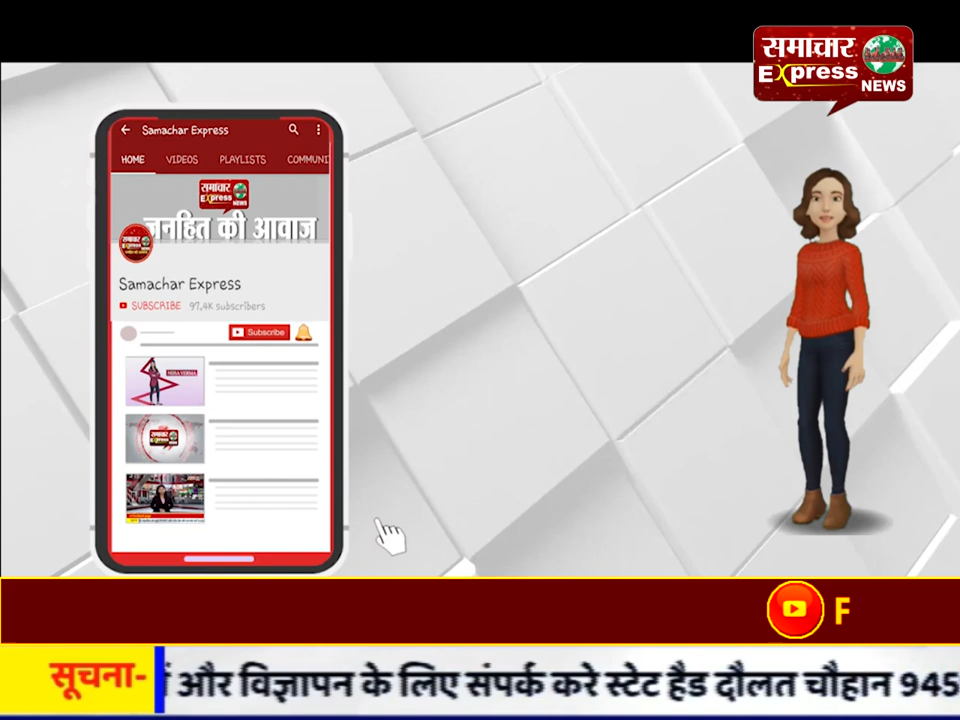 समाचार
Express
NEWS
Samachar Express
HOME VIDEOS PLAYLISTS COMMUNI
समाचार
Express
NEWS
जनहित की आवाज
Samachar Express
SUBSCRIBE 97.4K subscribers
Subscribe
F
सूचना- और विज्ञापन के लिए संपर्क करे स्टेट हैड दौलत चौहान 945